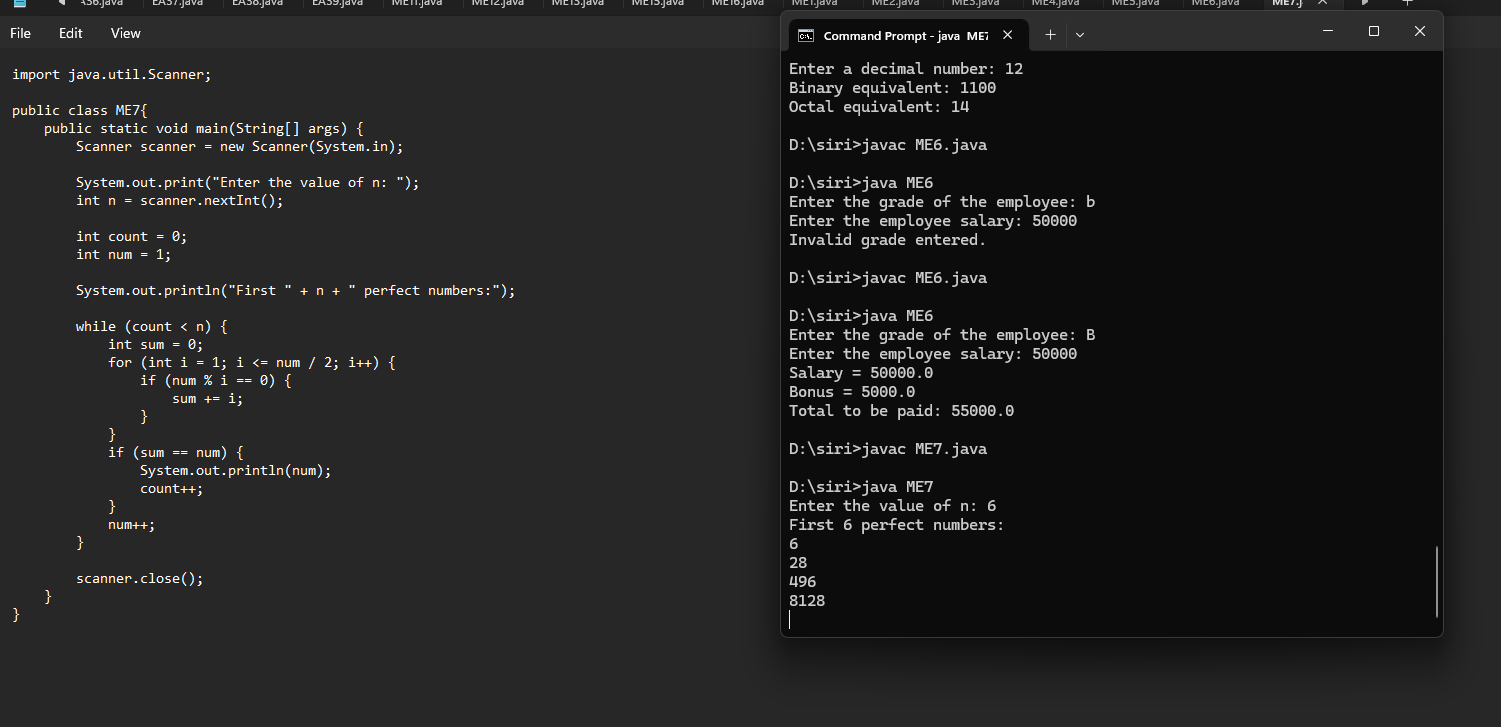 EA37.java EA38.java EA39.java ME11.java ME12.java ME13.java ME15.java ME16.java ME1.java ME2.java ME3.java ME4.java ME5.java ME6.java ME7.j
File Edit View
import java.util.Scanner;
public class ME7{
public static void main(String[] args) {
Scanner scanner = new Scanner(System.in);
System.out.print("Enter the value of n: ");
int n = scanner.nextInt();
int count = 0;
int num = 1;
System.out.println("First " + n + " perfect numbers:");
while (count < n) {
int sum = 0;
for (int i = 1; i <= num / 2; i++) {
if (num % i == 0) {
sum += i;
}
}
if (sum == num) {
System.out.println(num);
count++;
}
num++;
}
scanner.close();
}
}
Command Prompt - java ME7
Enter a decimal number: 12
Binary equivalent: 1100
Octal equivalent: 14
D:\siri>javac ME6.java
D:\siri>java ME6
Enter the grade of the employee: b
Enter the employee salary: 50000
Invalid grade entered.
D:\siri>javac ME6.java
D:\siri>java ME6
Enter the grade of the employee: B
Enter the employee salary: 50000
Salary = 50000.0
Bonus = 5000.0
Total to be paid: 55000.0
D:\siri>javac ME7.java
D:\siri>java ME7
Enter the value of n: 6
First 6 perfect numbers:
6
28
496
8128